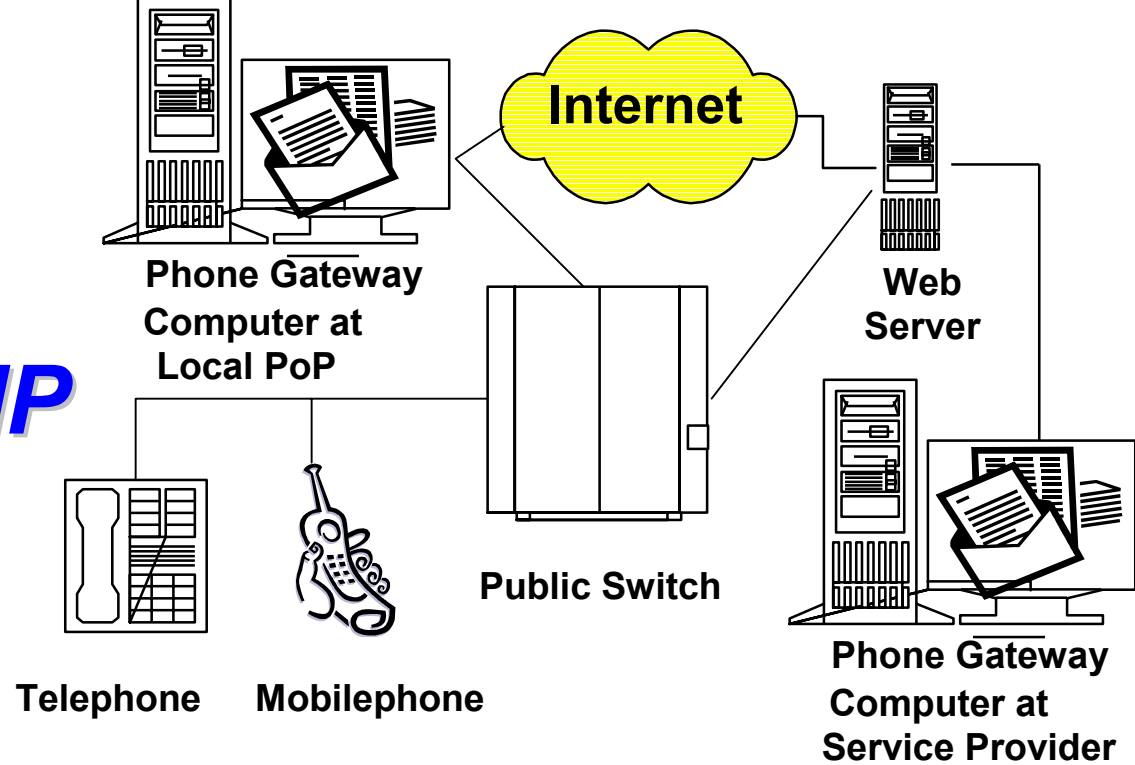 Internet
Phone Gateway
Computer at
Local PoP
Web
Server
Public Switch
Telephone
Mobilephone
Phone Gateway
Computer at
Service Provider